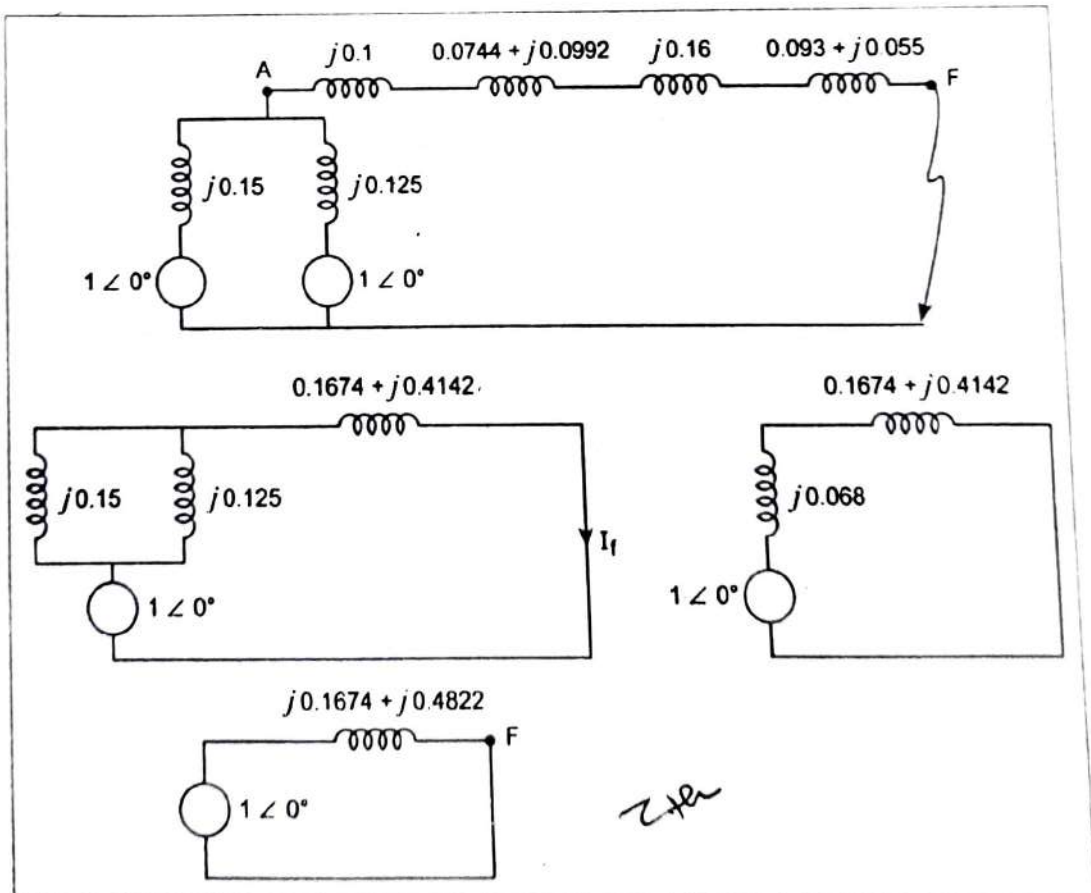 j0.1 0.0744 + j0.0992 j0.16 0.093 + j0.055
A F
j0.15 j0.125
1 ∠ 0° 1 ∠ 0°
0.1674 + j0.4142 0.1674 + j0.4142
j0.15 j0.125 j0.068
I_f
1 ∠ 0° 1 ∠ 0°
j0.1674 + j0.4822
F
1 ∠ 0°